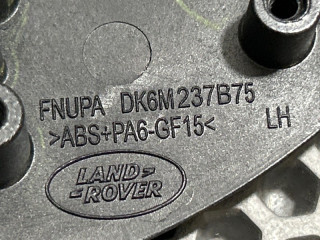 FNUPA DK6M237B75
>ABS+PA6-GF15< LH
LAND-
-ROVER